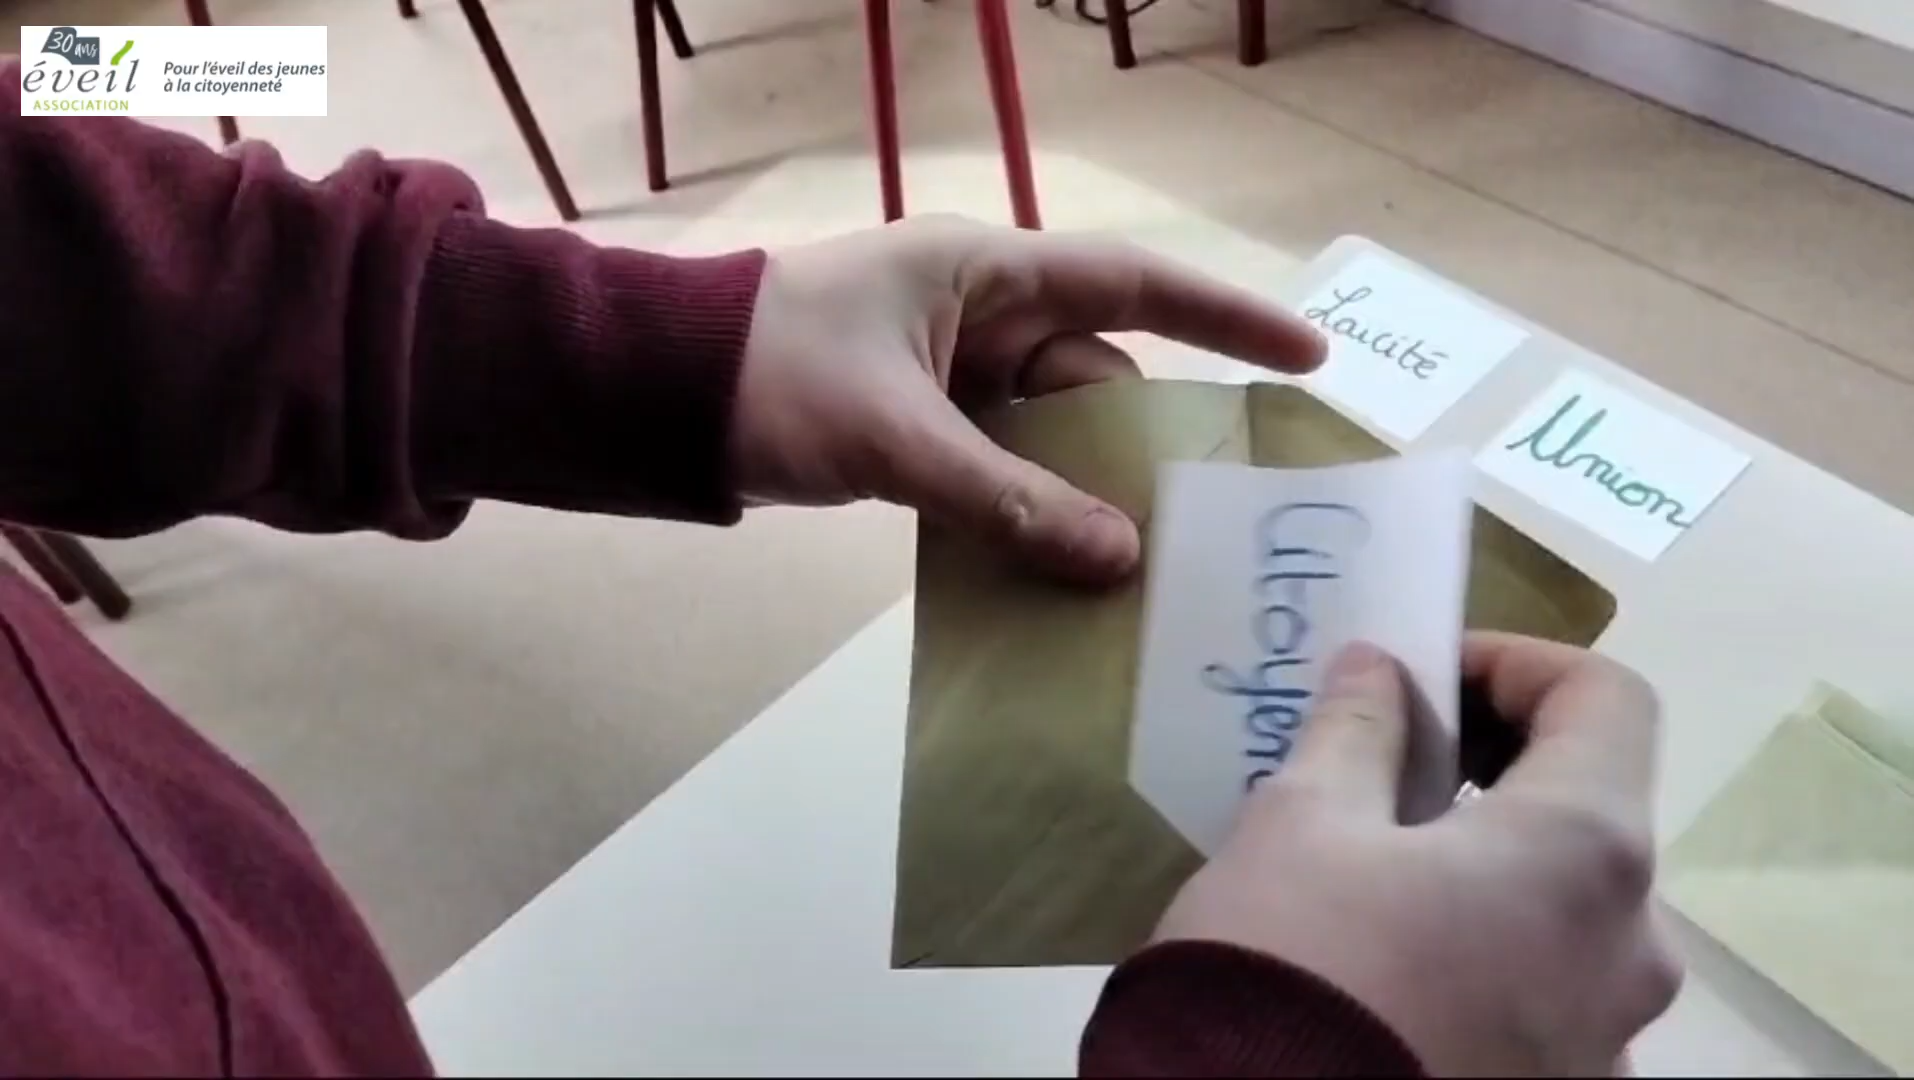 30 ans
éveil
ASSOCIATION
Pour l'éveil des jeunes
à la citoyenneté
Laïcité
Union